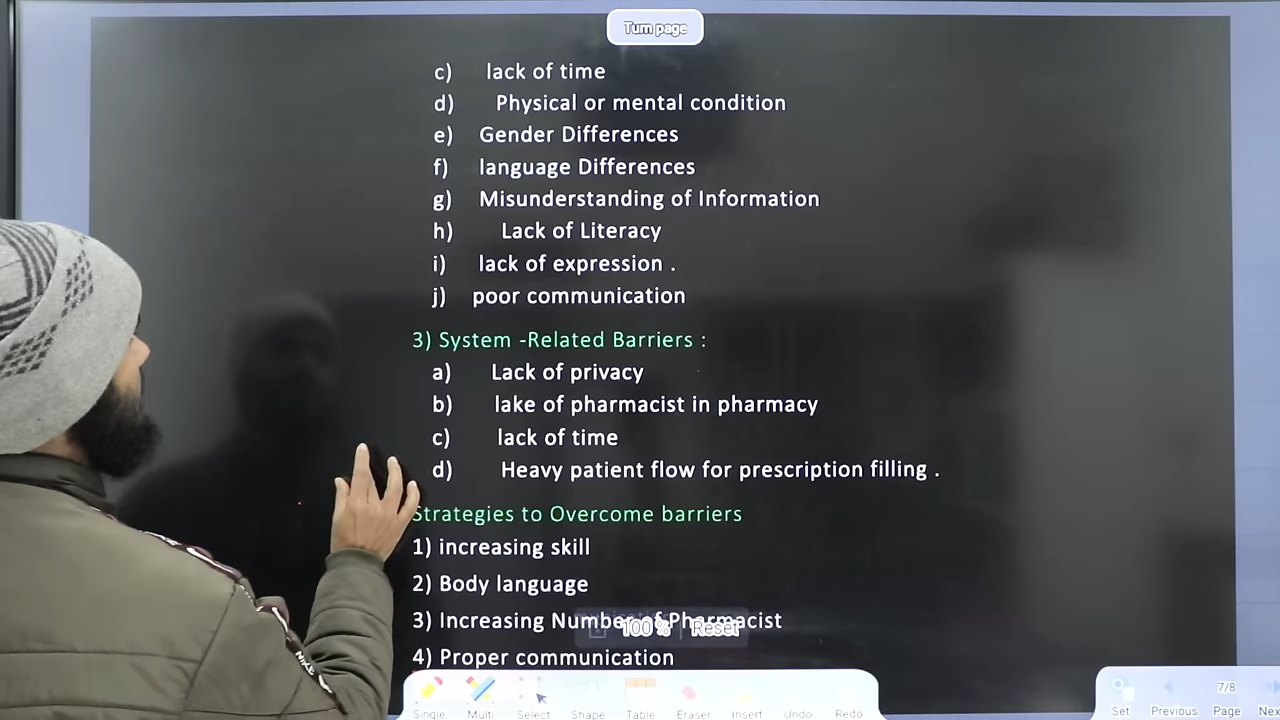 Turn page
c) lack of time
d) Physical or mental condition
e) Gender Differences
f) language Differences
g) Misunderstanding of Information
h) Lack of Literacy
i) lack of expression .
j) poor communication
3) System -Related Barriers :
a) Lack of privacy
b) lake of pharmacist in pharmacy
c) lack of time
d) Heavy patient flow for prescription filling .
Strategies to Overcome barriers
1) increasing skill
2) Body language
3) Increasing Number of Pharmacist
100 % Reset
4) Proper communication
7/8
Single Multi Select Shape Table Eraser Insert Undo Redo Set Previous Page Nex
NIKE